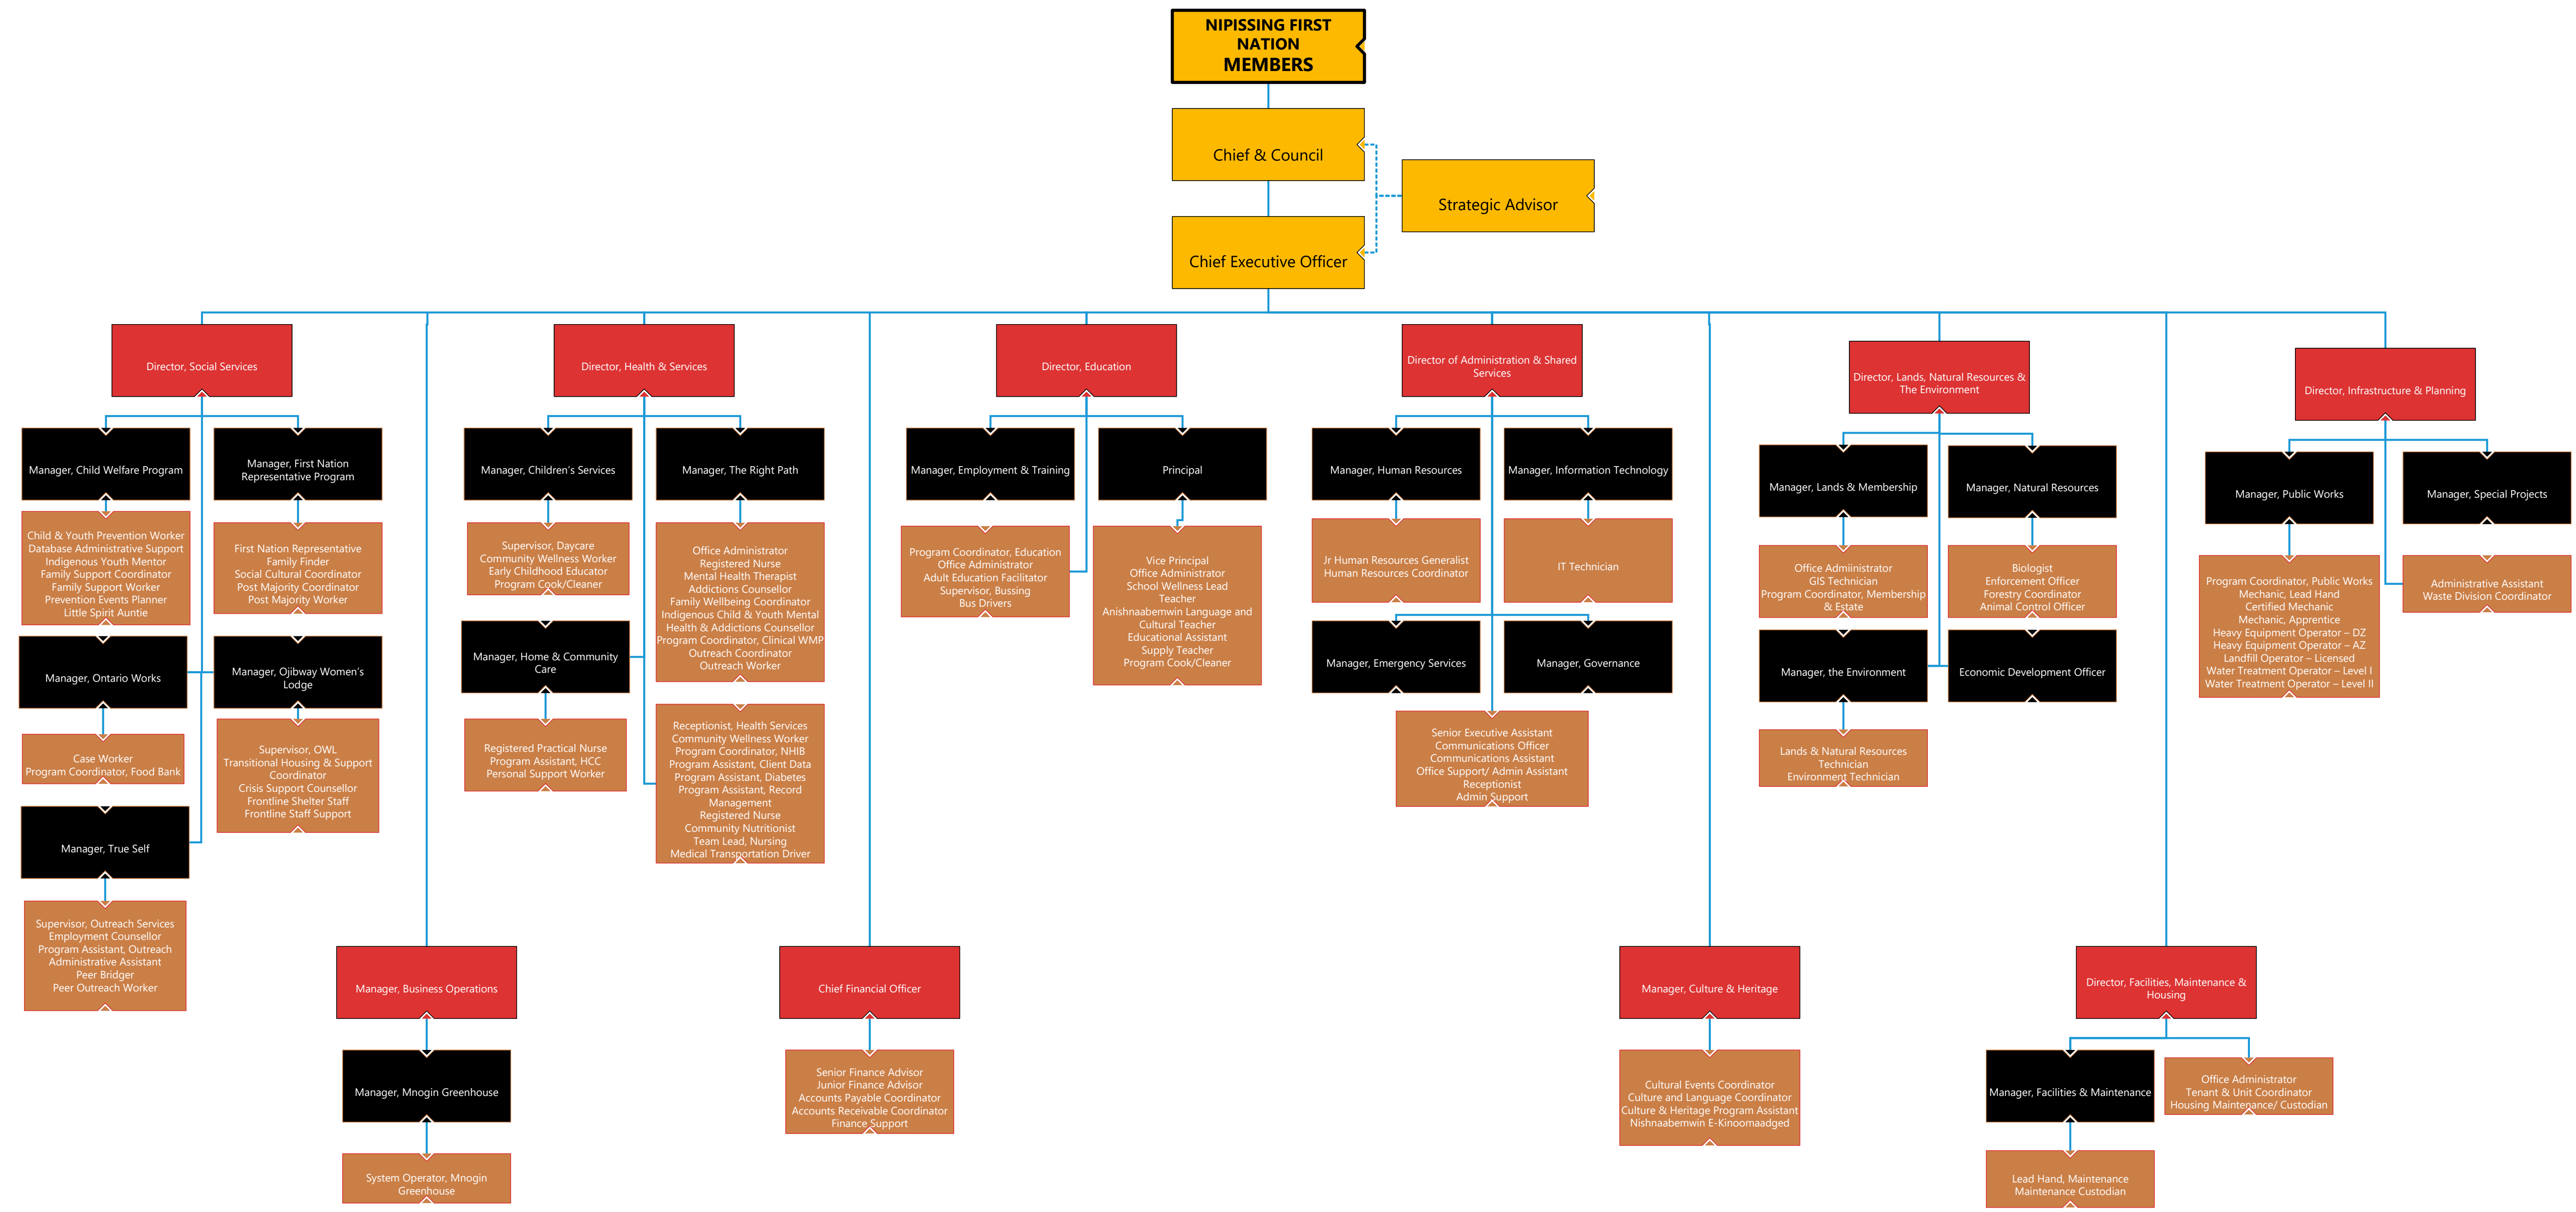 NIPISSING FIRST
NATION
MEMBERS
Chief & Council
Strategic Advisor
Chief Executive Officer
Director, Social Services
Manager, Child Welfare Program
Child & Youth Prevention Worker
Database Administrative Support
Indigenous Youth Mentor
Family Support Coordinator
Family Support Worker
Prevention Events Planner
Little Spirit Auntie
Manager, First Nation
Representative Program
First Nation Representative
Family Finder
Social Cultural Coordinator
Post Majority Coordinator
Post Majority Worker
Manager, Ontario Works
Case Worker
Program Coordinator, Food Bank
Manager, Ojibway Women’s
Lodge
Supervisor, OWL
Transitional Housing & Support
Coordinator
Crisis Support Counsellor
Frontline Shelter Staff
Frontline Staff Support
Manager, True Self
Supervisor, Outreach Services
Employment Counsellor
Program Assistant, Outreach
Administrative Assistant
Peer Bridger
Peer Outreach Worker
Manager, Business Operations
Manager, Mnogin Greenhouse
System Operator, Mnogin
Greenhouse
Director, Health & Services
Manager, Children’s Services
Supervisor, Daycare
Community Wellness Worker
Early Childhood Educator
Program Cook/Cleaner
Manager, The Right Path
Office Administrator
Registered Nurse
Mental Health Therapist
Addictions Counsellor
Family Wellbeing Coordinator
Indigenous Child & Youth Mental
Health & Addictions Counsellor
Program Coordinator, Clinical WMP
Outreach Coordinator
Outreach Worker
Manager, Home & Community
Care
Registered Practical Nurse
Program Assistant, HCC
Personal Support Worker
Receptionist, Health Services
Community Wellness Worker
Program Coordinator, NHIB
Program Assistant, Client Data
Program Assistant, Diabetes
Program Assistant, Record
Management
Registered Nurse
Community Nutritionist
Team Lead, Nursing
Medical Transportation Driver
Chief Financial Officer
Senior Finance Advisor
Junior Finance Advisor
Accounts Payable Coordinator
Accounts Receivable Coordinator
Finance Support
Director, Education
Manager, Employment & Training
Principal
Program Coordinator, Education
Office Administrator
Adult Education Facilitator
Supervisor, Bussing
Bus Drivers
Vice Principal
Office Administrator
School Wellness Lead
Teacher
Anishnaabemwin Language and
Cultural Teacher
Educational Assistant
Supply Teacher
Program Cook/Cleaner
Director of Administration & Shared
Services
Manager, Human Resources
Jr Human Resources Generalist
Human Resources Coordinator
Manager, Information Technology
IT Technician
Manager, Emergency Services
Manager, Governance
Senior Executive Assistant
Communications Officer
Communications Assistant
Office Support/ Admin Assistant
Receptionist
Admin Support
Manager, Culture & Heritage
Cultural Events Coordinator
Culture and Language Coordinator
Culture & Heritage Program Assistant
Nishnaabemwin E-Kinoomaadged
Director, Lands, Natural Resources &
The Environment
Manager, Lands & Membership
Office Admiinistrator
GIS Technician
Program Coordinator, Membership
& Estate
Manager, Natural Resources
Biologist
Enforcement Officer
Forestry Coordinator
Animal Control Officer
Manager, the Environment
Lands & Natural Resources
Technician
Environment Technician
Economic Development Officer
Director, Facilities, Maintenance &
Housing
Manager, Facilities & Maintenance
Lead Hand, Maintenance
Maintenance Custodian
Office Administrator
Tenant & Unit Coordinator
Housing Maintenance/ Custodian
Director, Infrastructure & Planning
Manager, Public Works
Program Coordinator, Public Works
Mechanic, Lead Hand
Certified Mechanic
Mechanic, Apprentice
Heavy Equipment Operator – DZ
Heavy Equipment Operator – AZ
Landfill Operator – Licensed
Water Treatment Operator – Level I
Water Treatment Operator – Level II
Manager, Special Projects
Administrative Assistant
Waste Division Coordinator